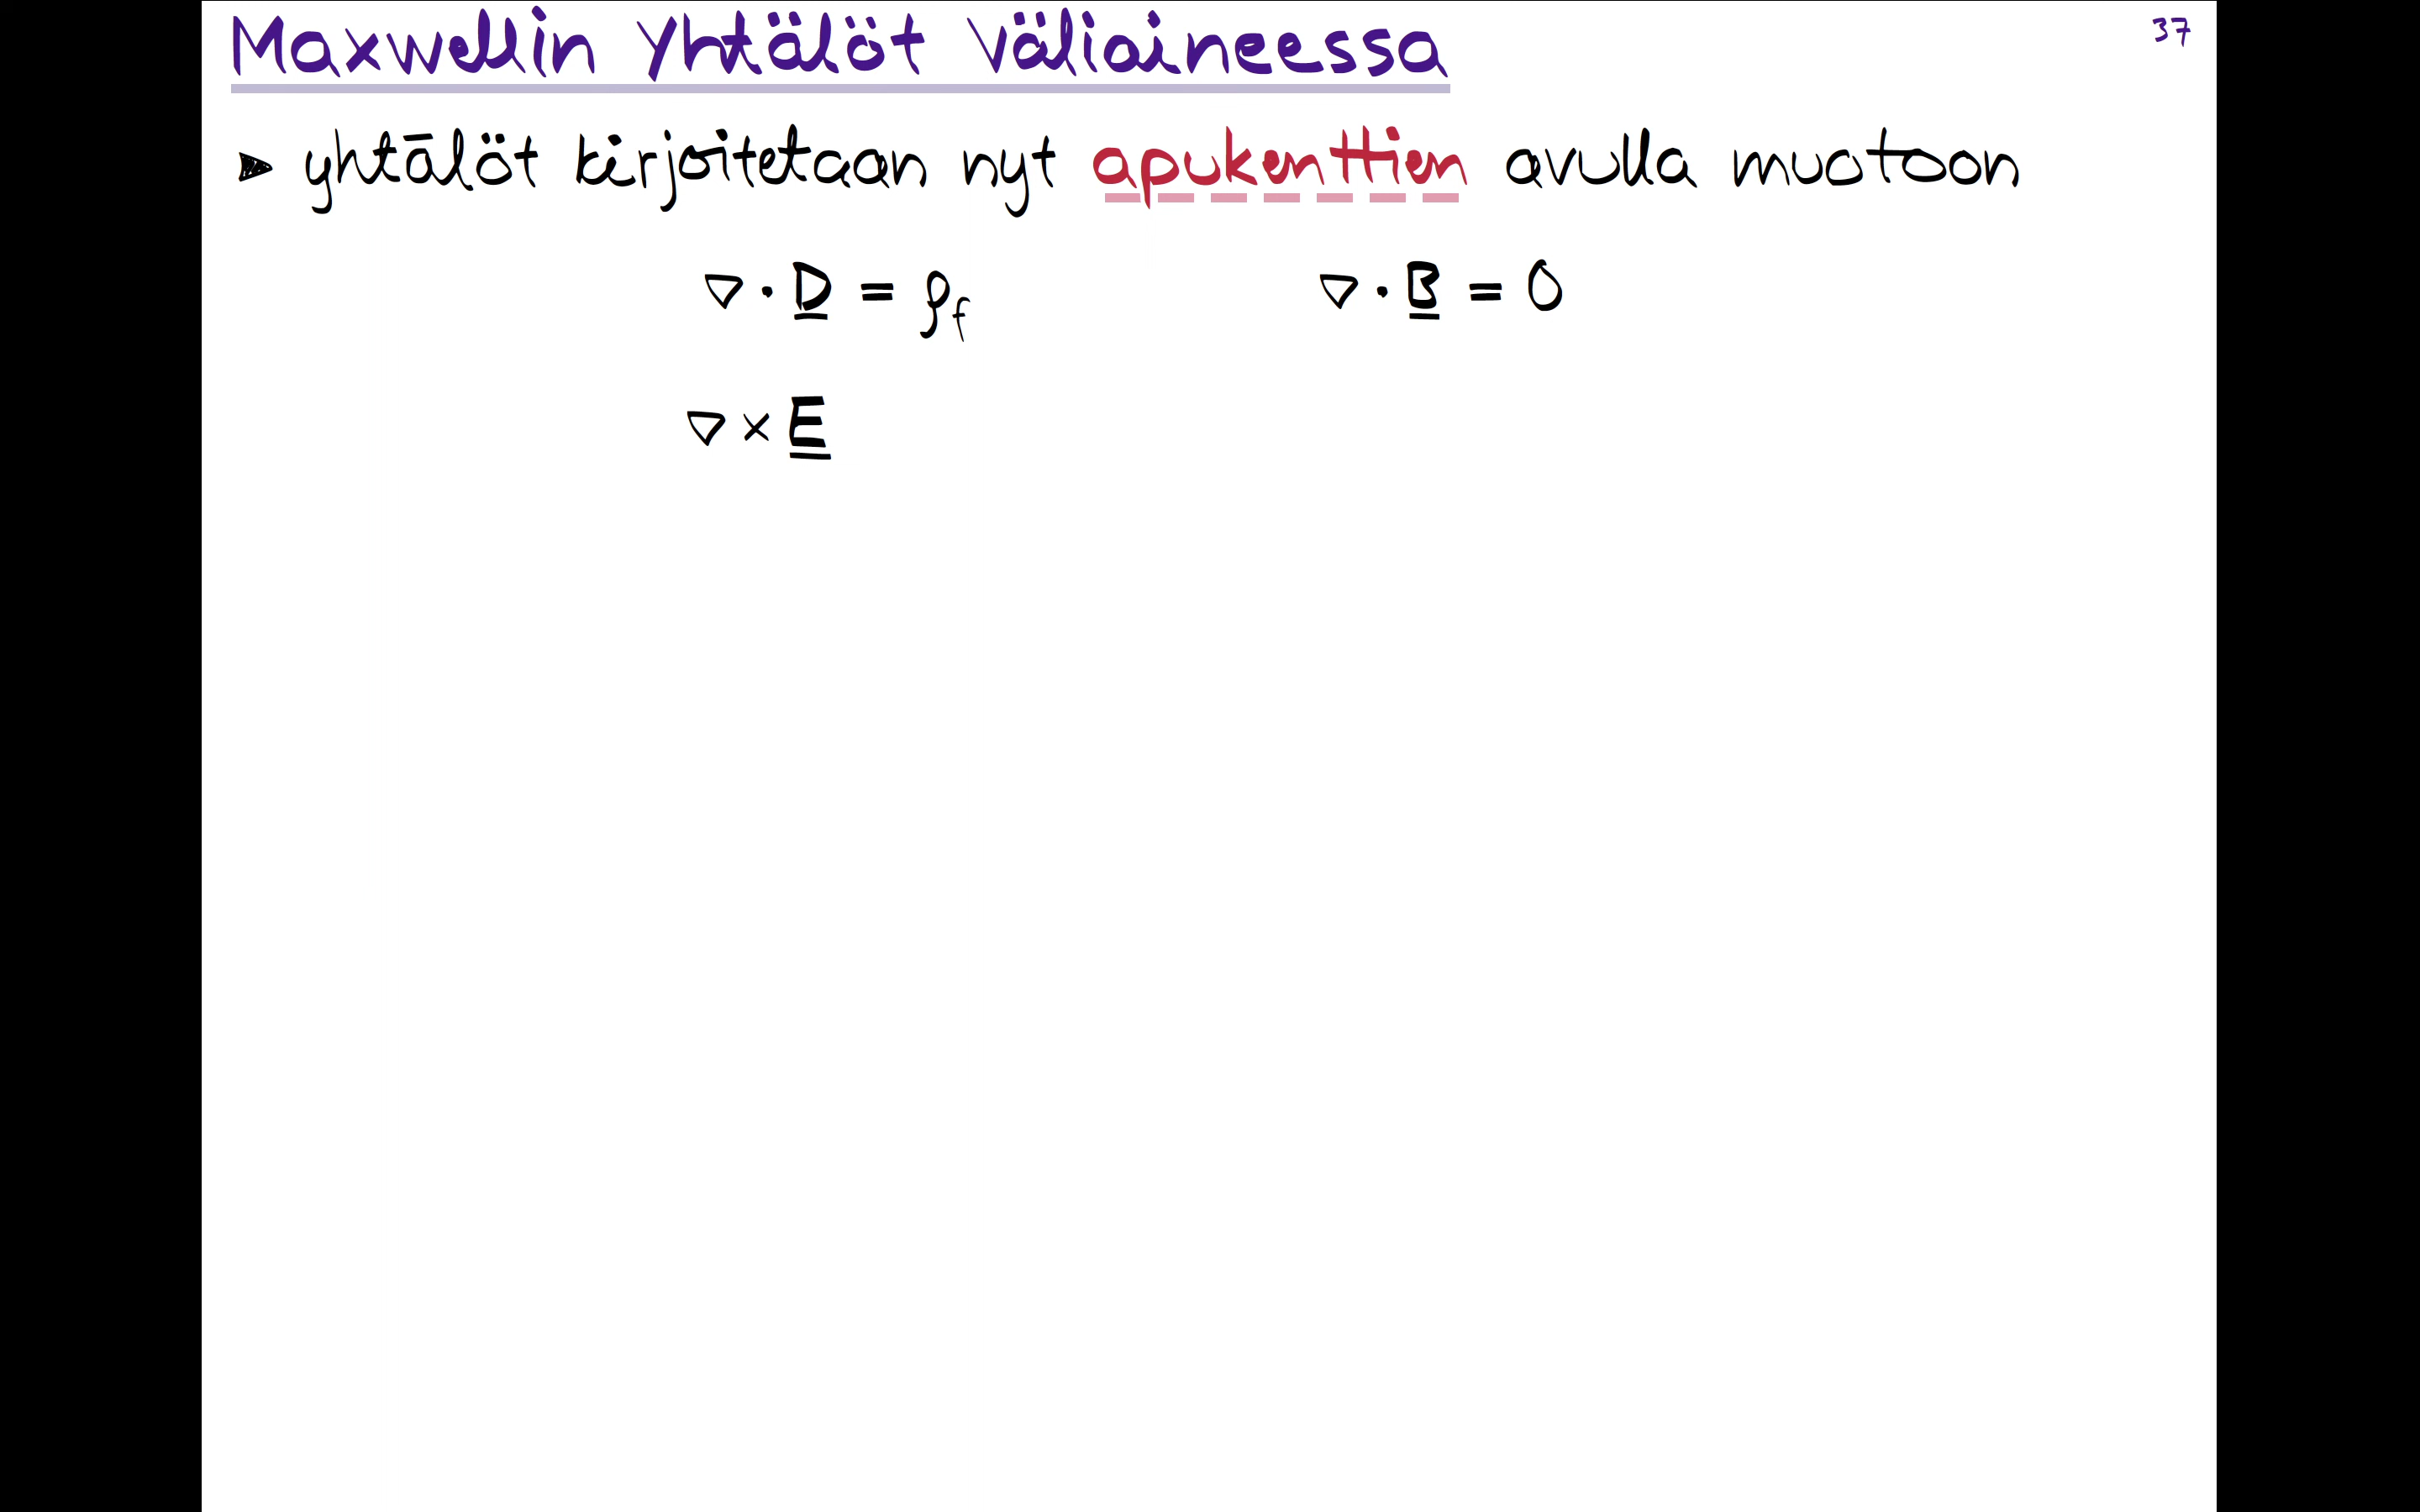 Maxwellin Yhtälöt Väliaineessa
37
▷ yhtälöt kirjoitetaan nyt apukenttien avulla muotoon
∇ · D = ρf ∇ · B = 0
∇ × E